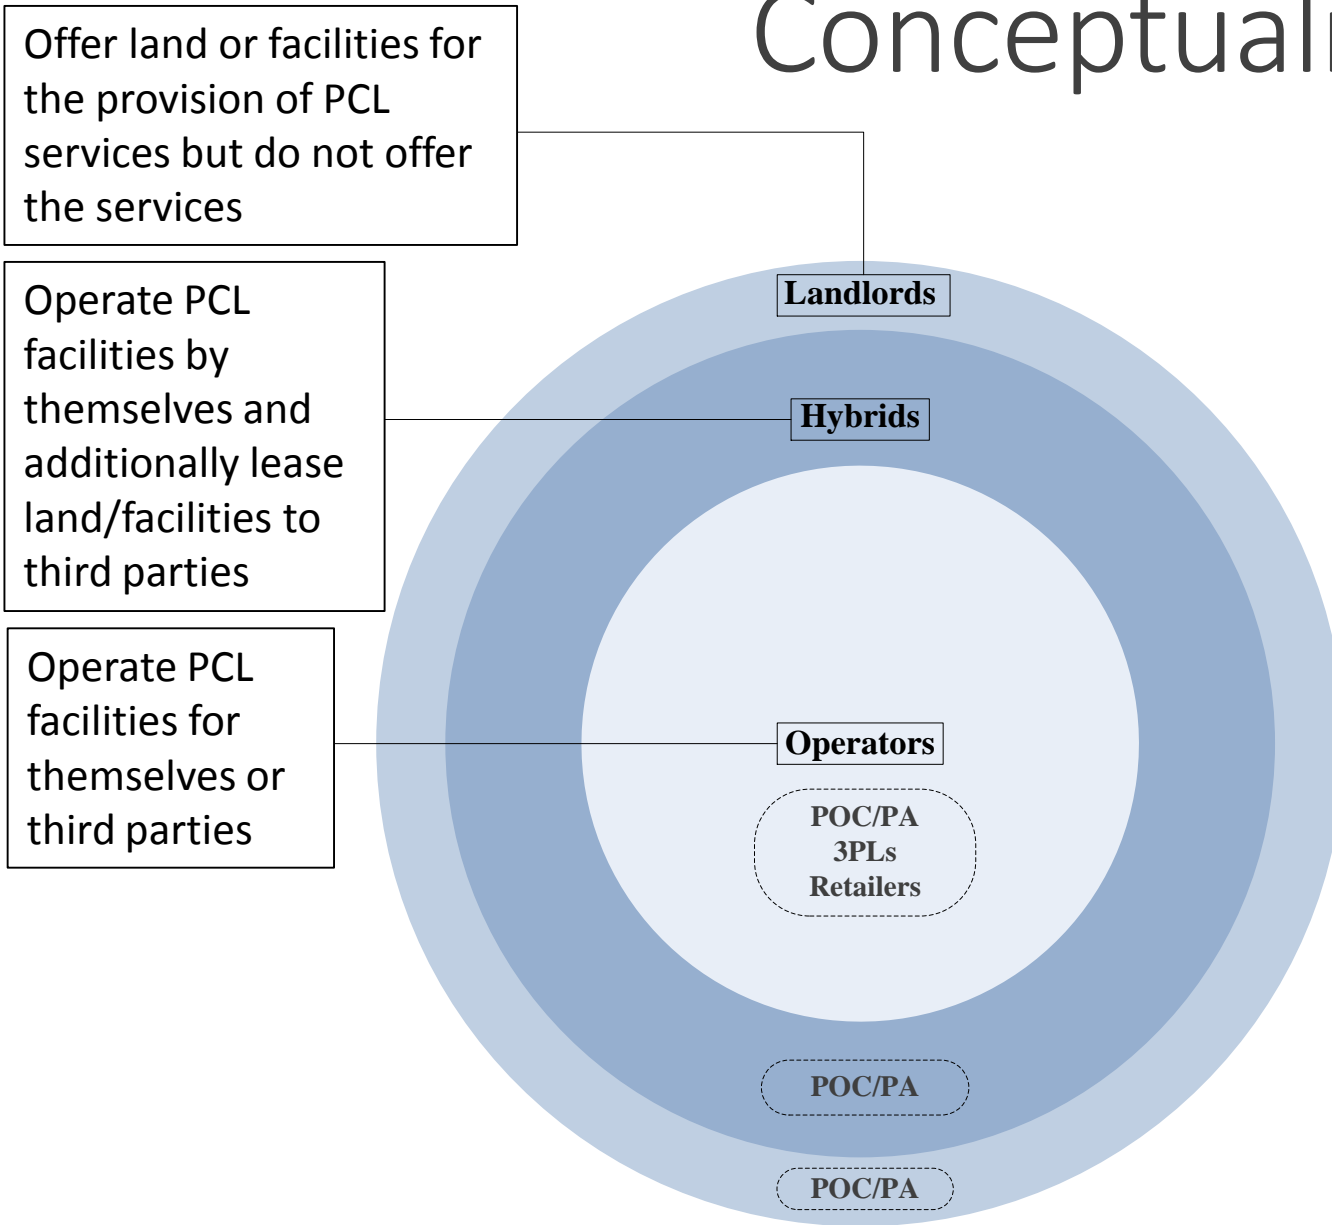 Offer land or facilities for
the provision of PCL
services but do not offer
the services
Operate PCL
facilities by
themselves and
additionally lease
land/facilities to
third parties
Operate PCL
facilities for
themselves or
third parties
Landlords
Hybrids
Operators
POC/PA
3PLs
Retailers
POC/PA
POC/PA